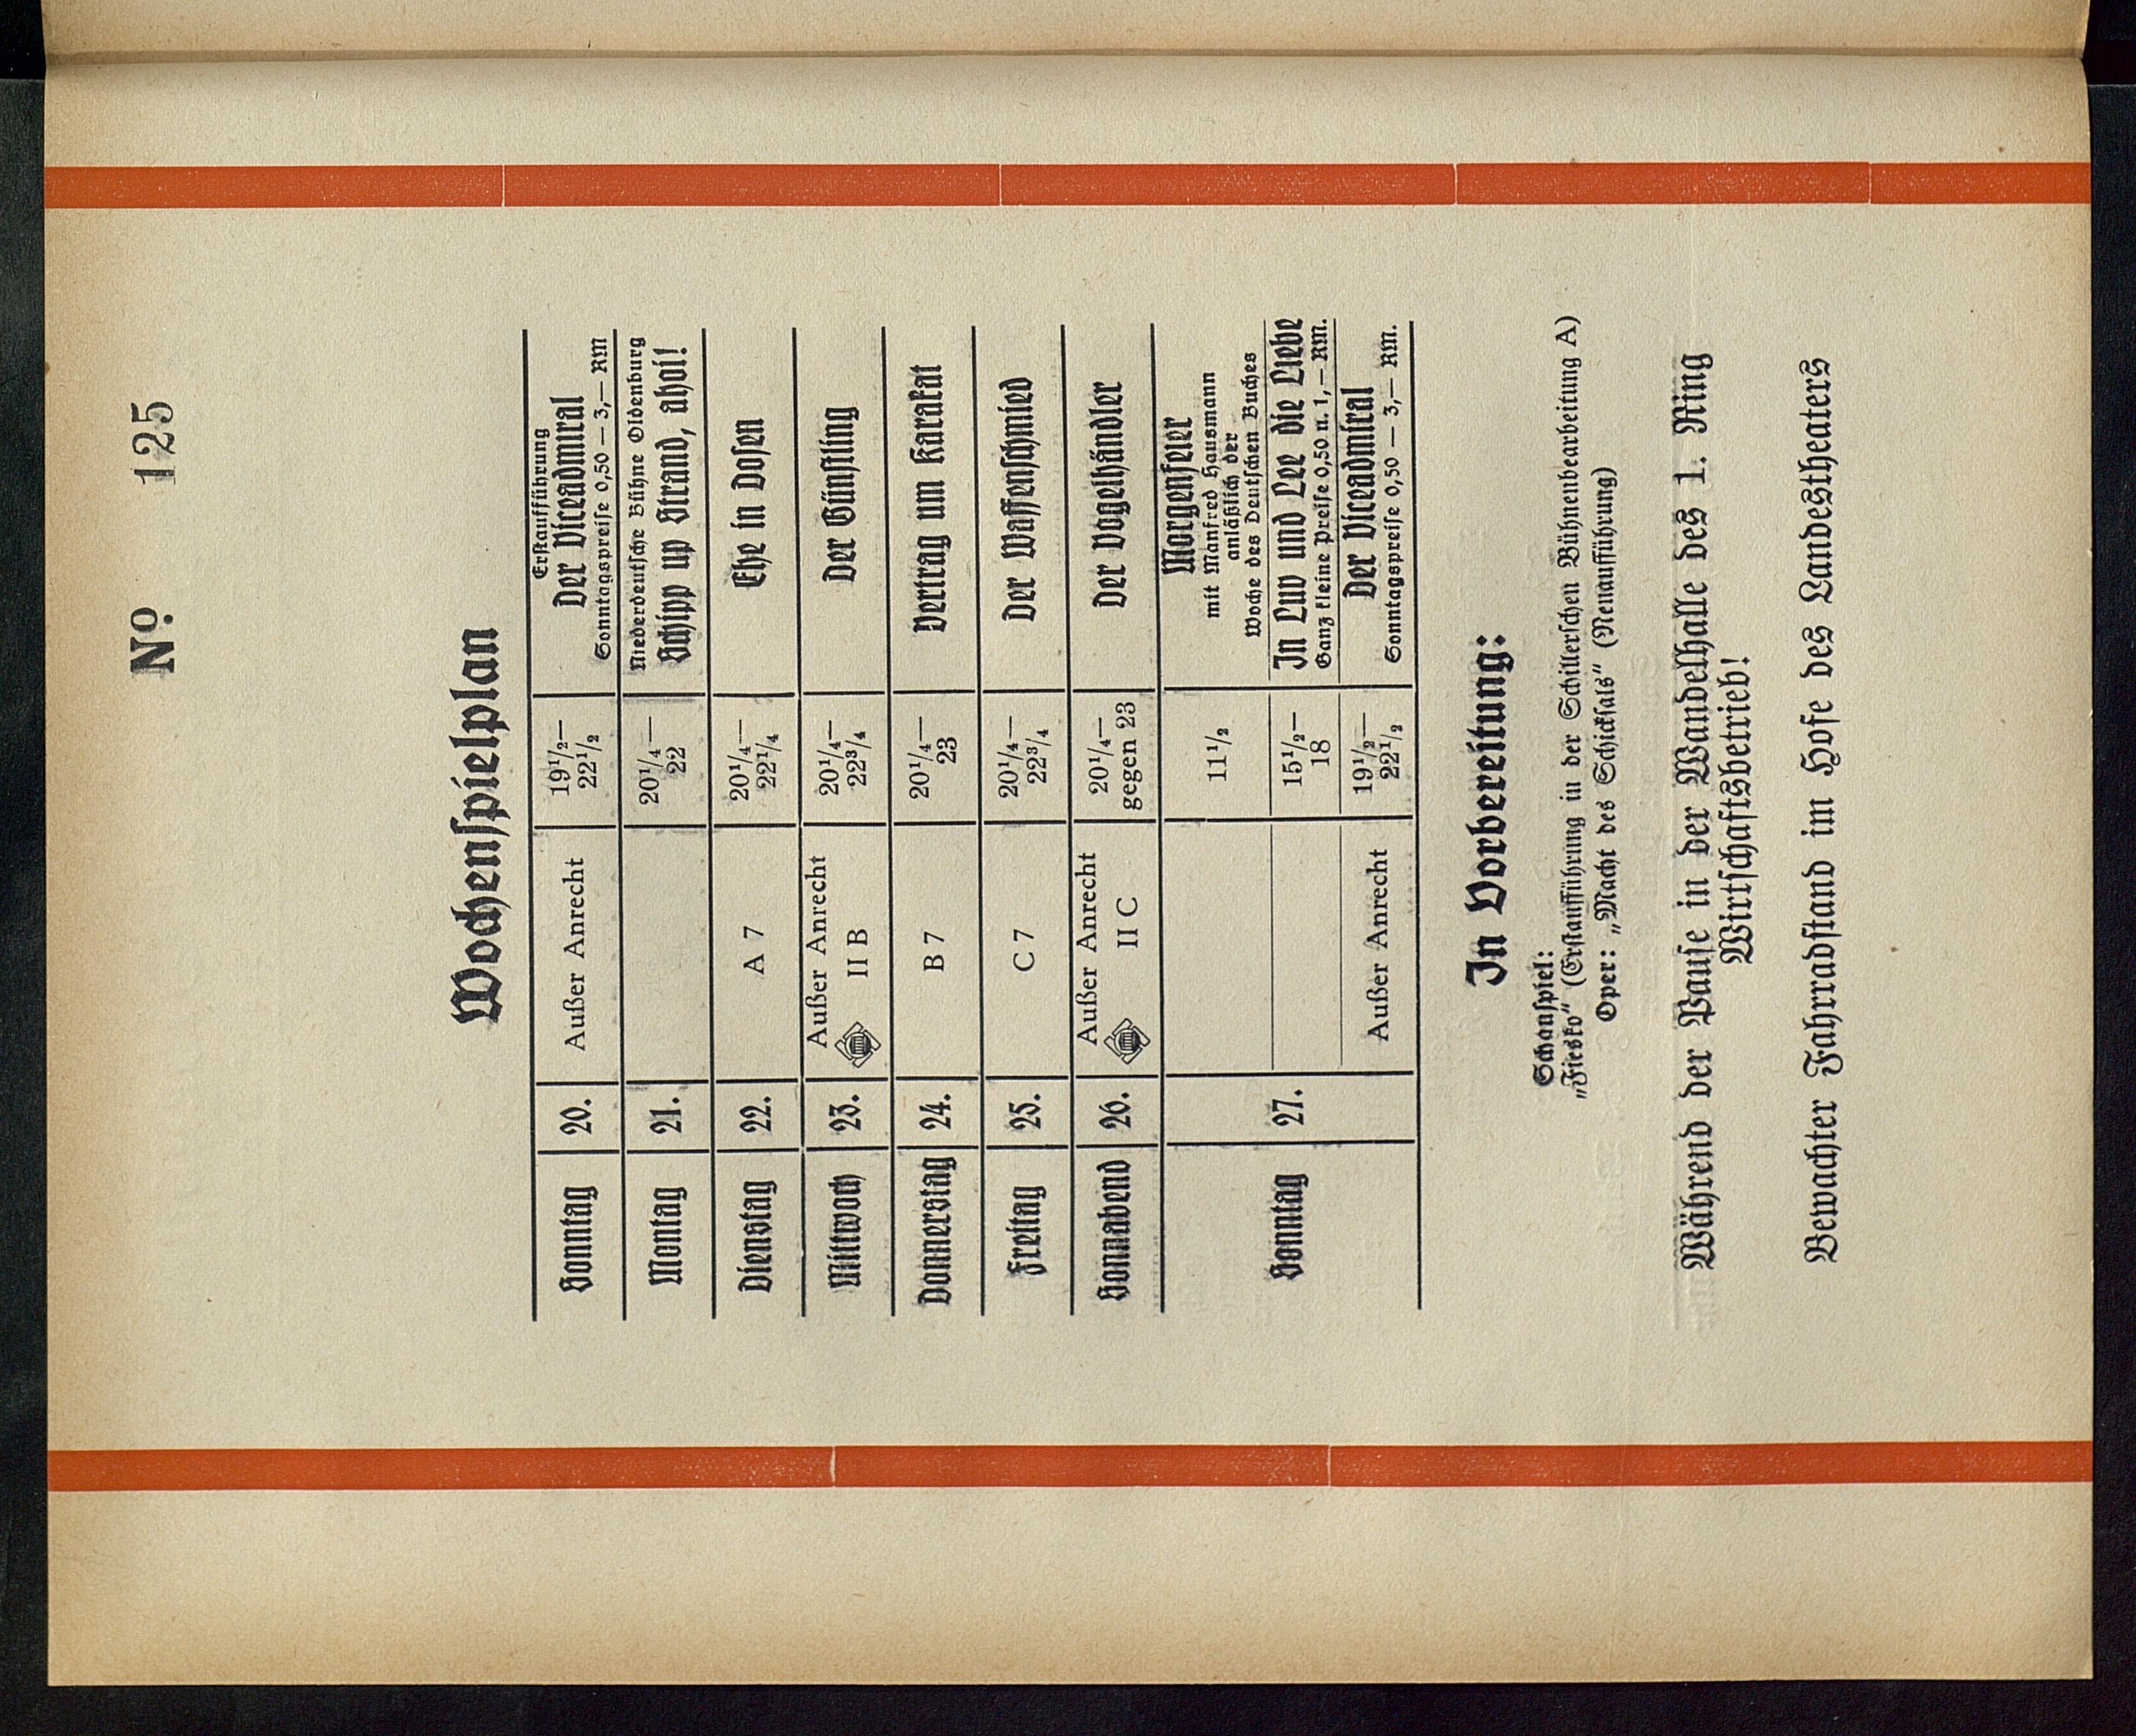 Nº 125
Wochenspielplan
Sonntag 20. Außer Anrecht 19½— 22½ Erstaufführung
Der Viceadmiral
Sonntagspreise 0,50 — 3,— RM
Montag 21. 20¼— 22 Niederdeutsche Bühne Oldenburg
Schipp up Strand, ahoi!
Dienstag 22. A 7 20¼— 22¼ Ehe in Dosen
Mittwoch 23. Außer Anrecht II B 20¼— 22¾ Der Günstling
Donnerstag 24. B 7 20¼— 23 Vertrag um Karakat
Freitag 25. C 7 20¼— 22¾ Der Waffenschmied
Sonnabend 26. Außer Anrecht II C 20¼— gegen 23 Der Vogelhändler
Sonntag 27. 11½ Morgenfeier
mit Manfred Hausmann
anläßlich der
Woche des Deutschen Buches
15½— 18 In Luv und Lee die Liebe
Ganz kleine Preise 0,50 n. 1,— RM.
Außer Anrecht 19½— 22½ Der Viceadmiral
Sonntagspreise 0,50 — 3,— RM.
In Vorbereitung:
Schauspiel:
„Fiesko“ (Erstaufführung in der Schillerschen Bühnenbearbeitung A)
Oper: „Macht des Schicksals“ (Neuaufführung)
Während der Pause in der Wandelhalle des 1. Ring
Wirtschaftsbetrieb!
Bewachter Fahrradstand im Hofe des Landestheaters